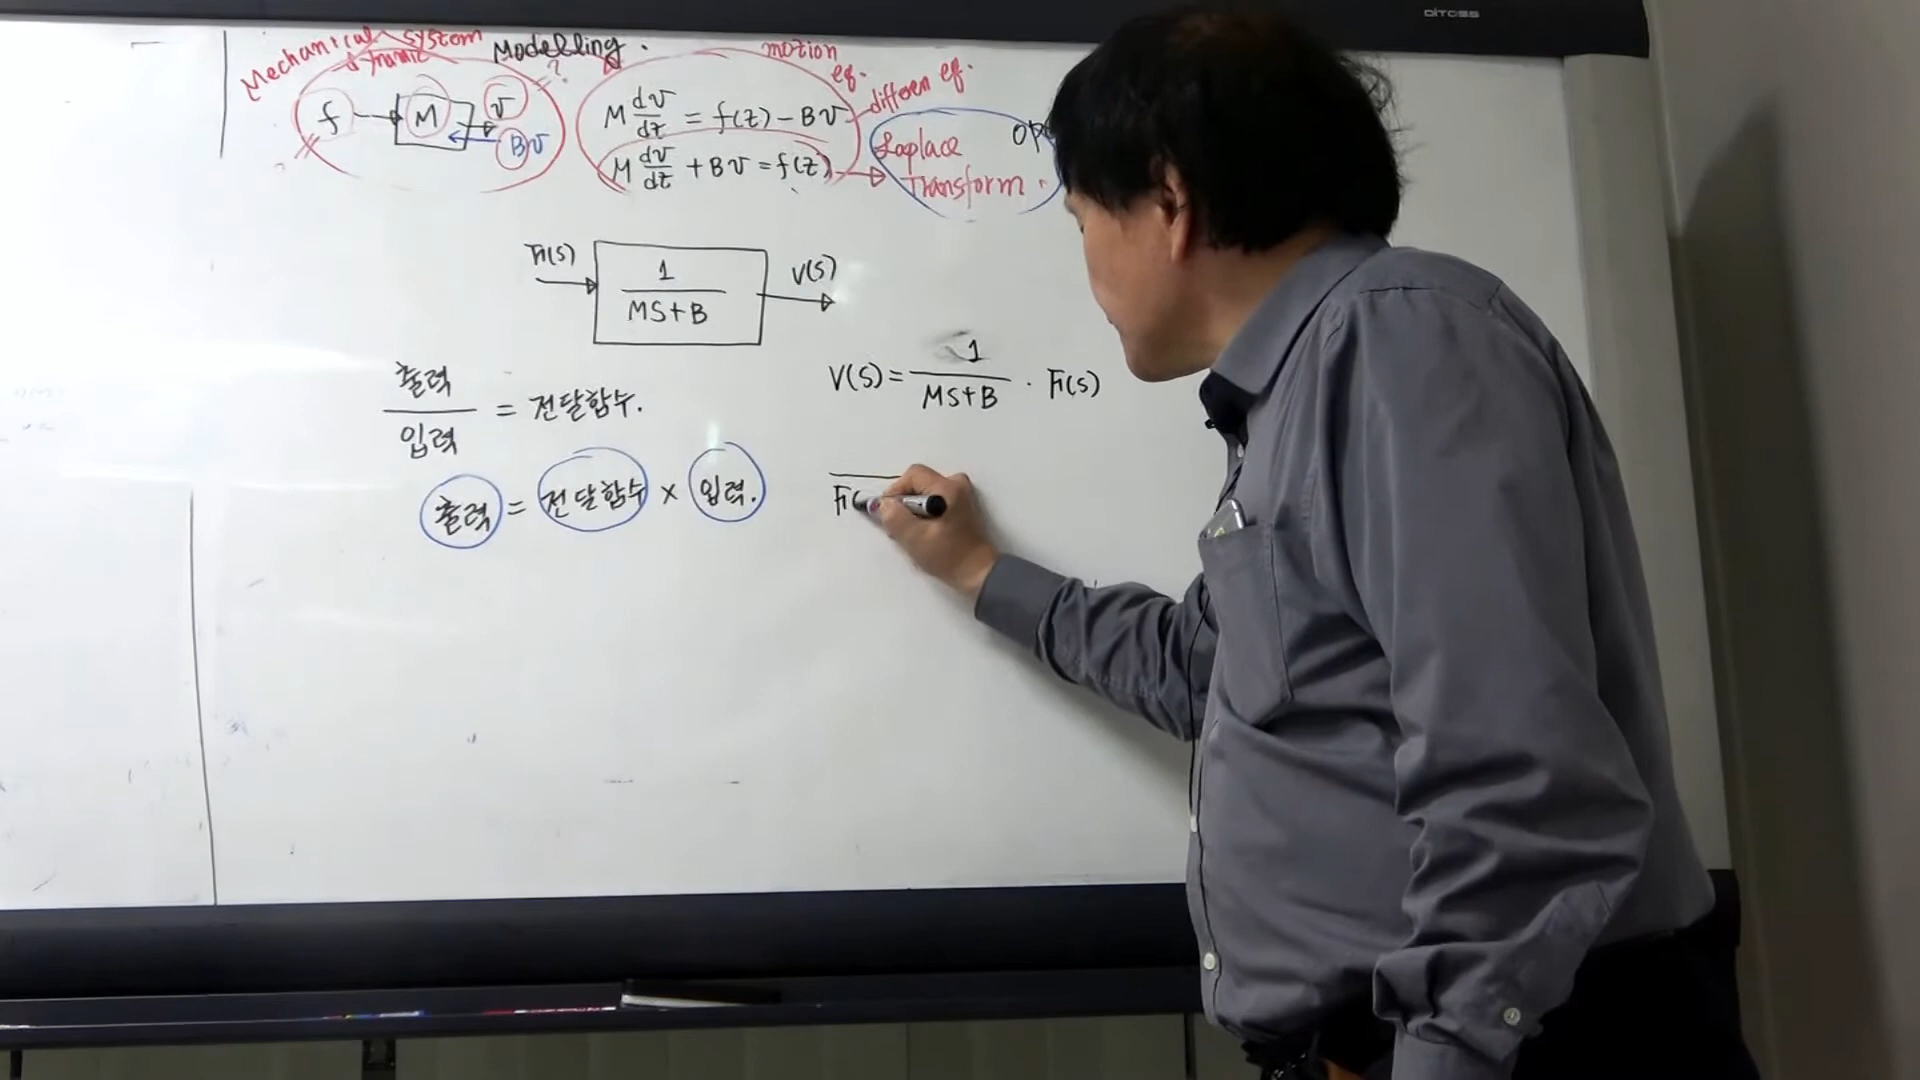 DITOSS
Mechanical system Modelling.
dynamic
?
motion
eq.
differen eq.
f M v
Bv
M dv/dt = f(t) - Bv
M dv/dt + Bv = f(t)
Laplace
Transform.
F(s) 1/(MS+B) V(s)
출력/입력 = 전달함수.
V(S) = 1/(MS+B) · F(s)
출력 = 전달함수 x 입력.
F(